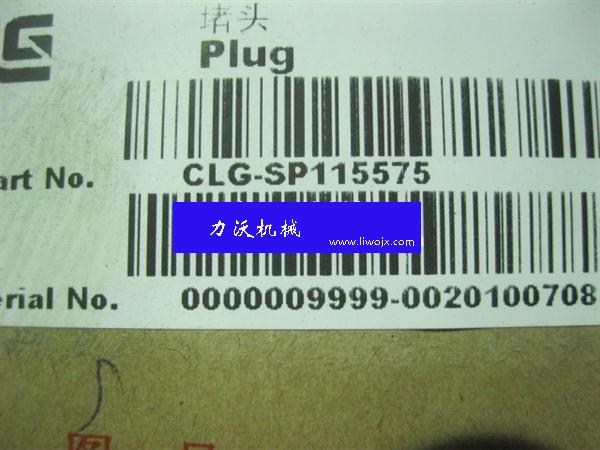 堵头
Plug
art No. CLG-SP115575
力沃机械
www.liwojx.com
erial No. 0000009999-0020100708